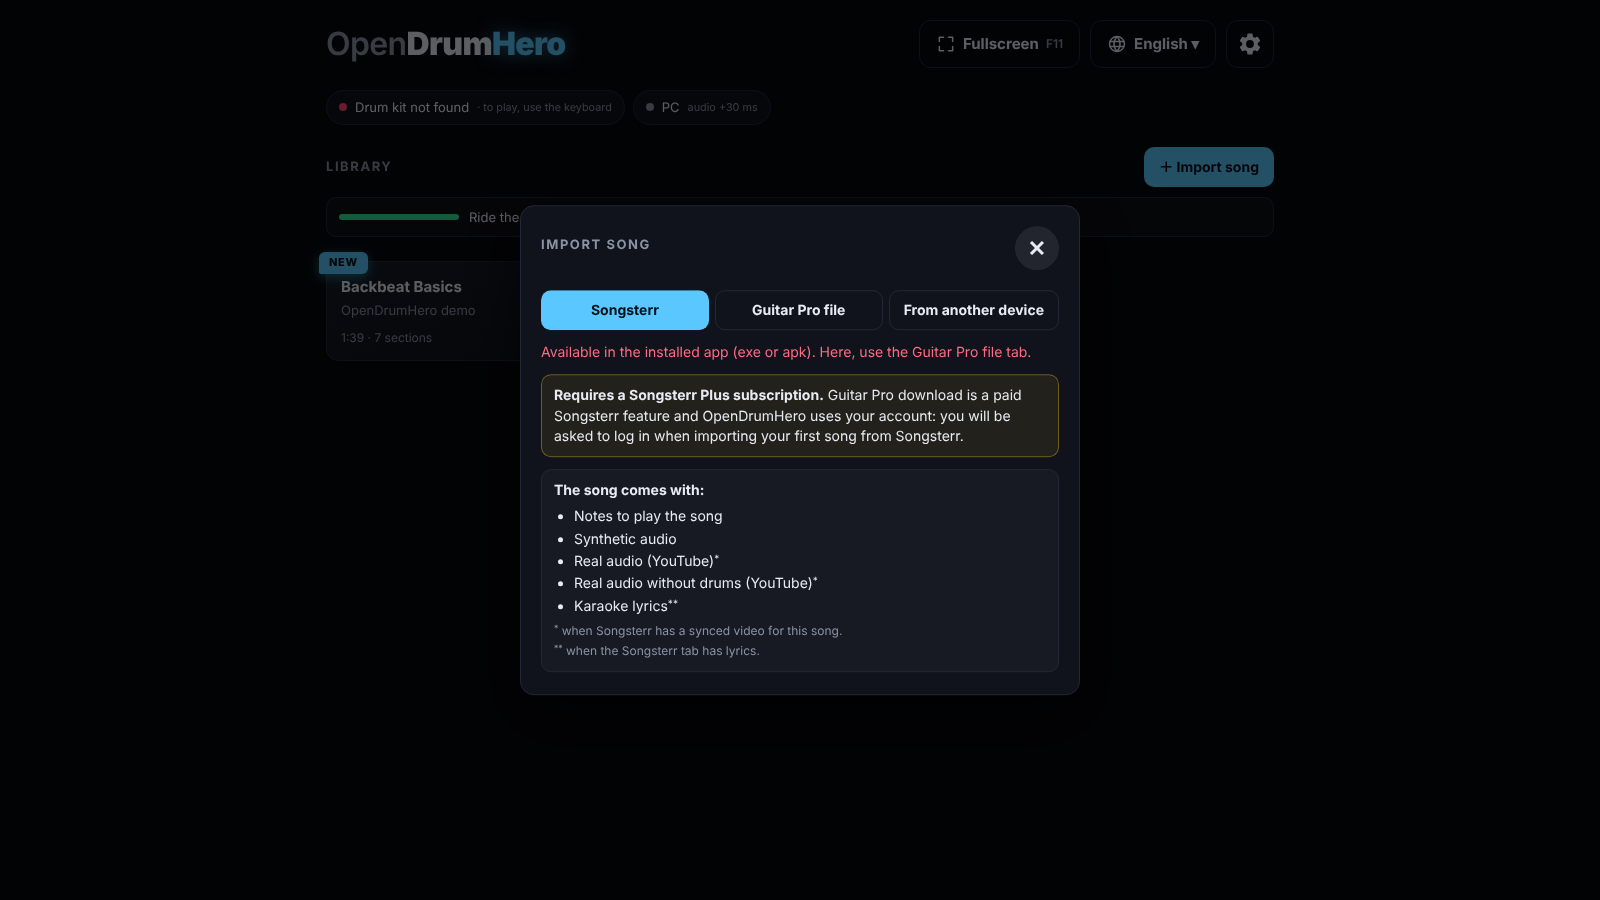 OpenDrumHero
Fullscreen F11
English ▾
Drum kit not found · to play, use the keyboard
PC audio +30 ms
LIBRARY
+ Import song
Ride the
NEW
Backbeat Basics
OpenDrumHero demo
1:39 · 7 sections
IMPORT SONG
Songsterr
Guitar Pro file
From another device
Available in the installed app (exe or apk). Here, use the Guitar Pro file tab.
Requires a Songsterr Plus subscription. Guitar Pro download is a paid
Songsterr feature and OpenDrumHero uses your account: you will be
asked to log in when importing your first song from Songsterr.
The song comes with:
• Notes to play the song
• Synthetic audio
• Real audio (YouTube)*
• Real audio without drums (YouTube)*
• Karaoke lyrics**
* when Songsterr has a synced video for this song.
** when the Songsterr tab has lyrics.